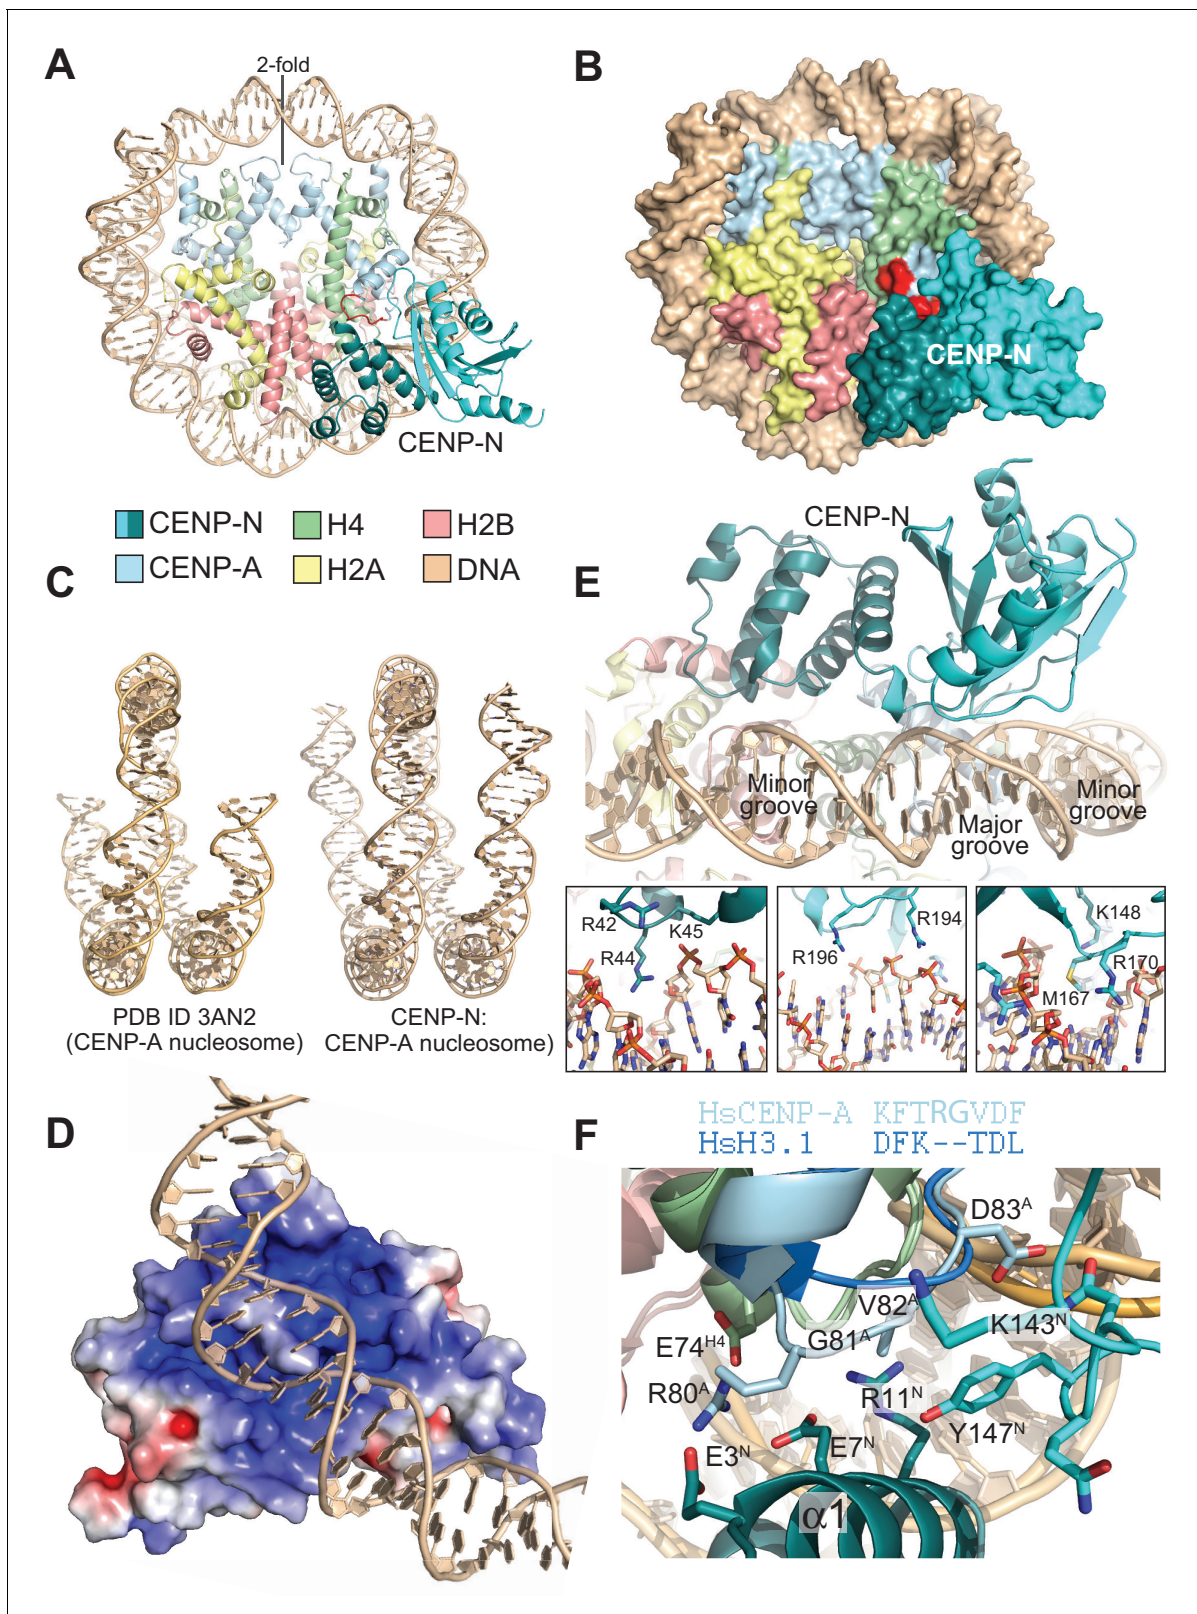 A
2-fold
CENP-N
B
CENP-N
CENP-N
H4
H2B
CENP-A
H2A
DNA
C
PDB ID 3AN2
(CENP-A nucleosome)
CENP-N:
CENP-A nucleosome)
E
CENP-N
Minor
groove
Major
groove
Minor
groove
R42
K45
R44
R194
R196
K148
R170
M167
D
F
HsCENP-A KFTRGVDF
HsH3.1 DFK--TDL
D83ᴬ
V82ᴬ
K143ᴺ
G81ᴬ
E74ᴴ⁴
R80ᴬ
R11ᴺ
Y147ᴺ
E7ᴺ
E3ᴺ
α1